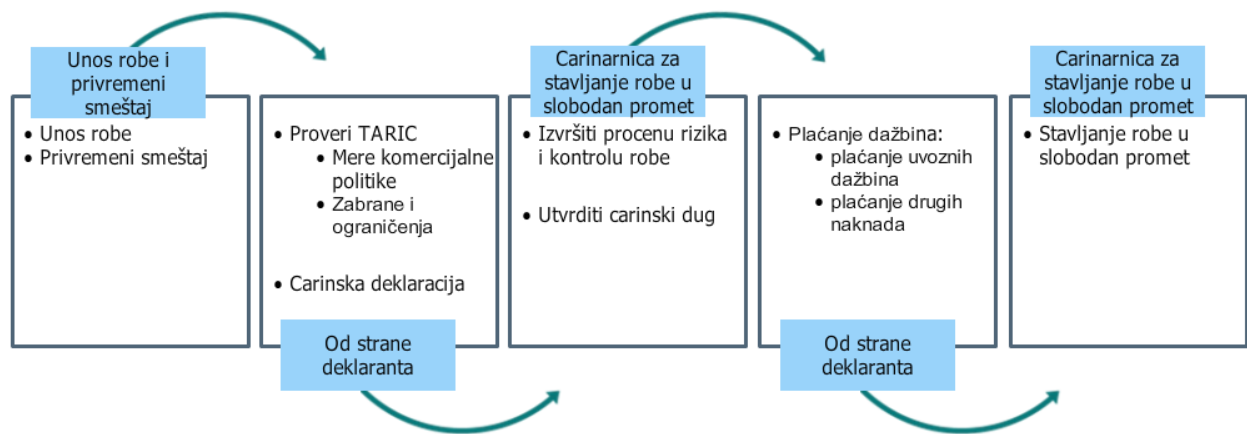 Unos robe i
privremeni
smeštaj
• Unos robe
• Privremeni smeštaj
• Proveri TARIC
• Mere komercijalne
politike
• Zabrane i
ograničenja
• Carinska deklaracija
Od strane
deklaranta
Carinarnica za
stavljanje robe u
slobodan promet
• Izvršiti procenu rizika
i kontrolu robe
• Utvrditi carinski dug
• Plaćanje dažbina:
• plaćanje uvoznih
dažbina
• plaćanje drugih
naknada
Od strane
deklaranta
Carinarnica za
stavljanje robe u
slobodan promet
• Stavljanje robe u
slobodan promet